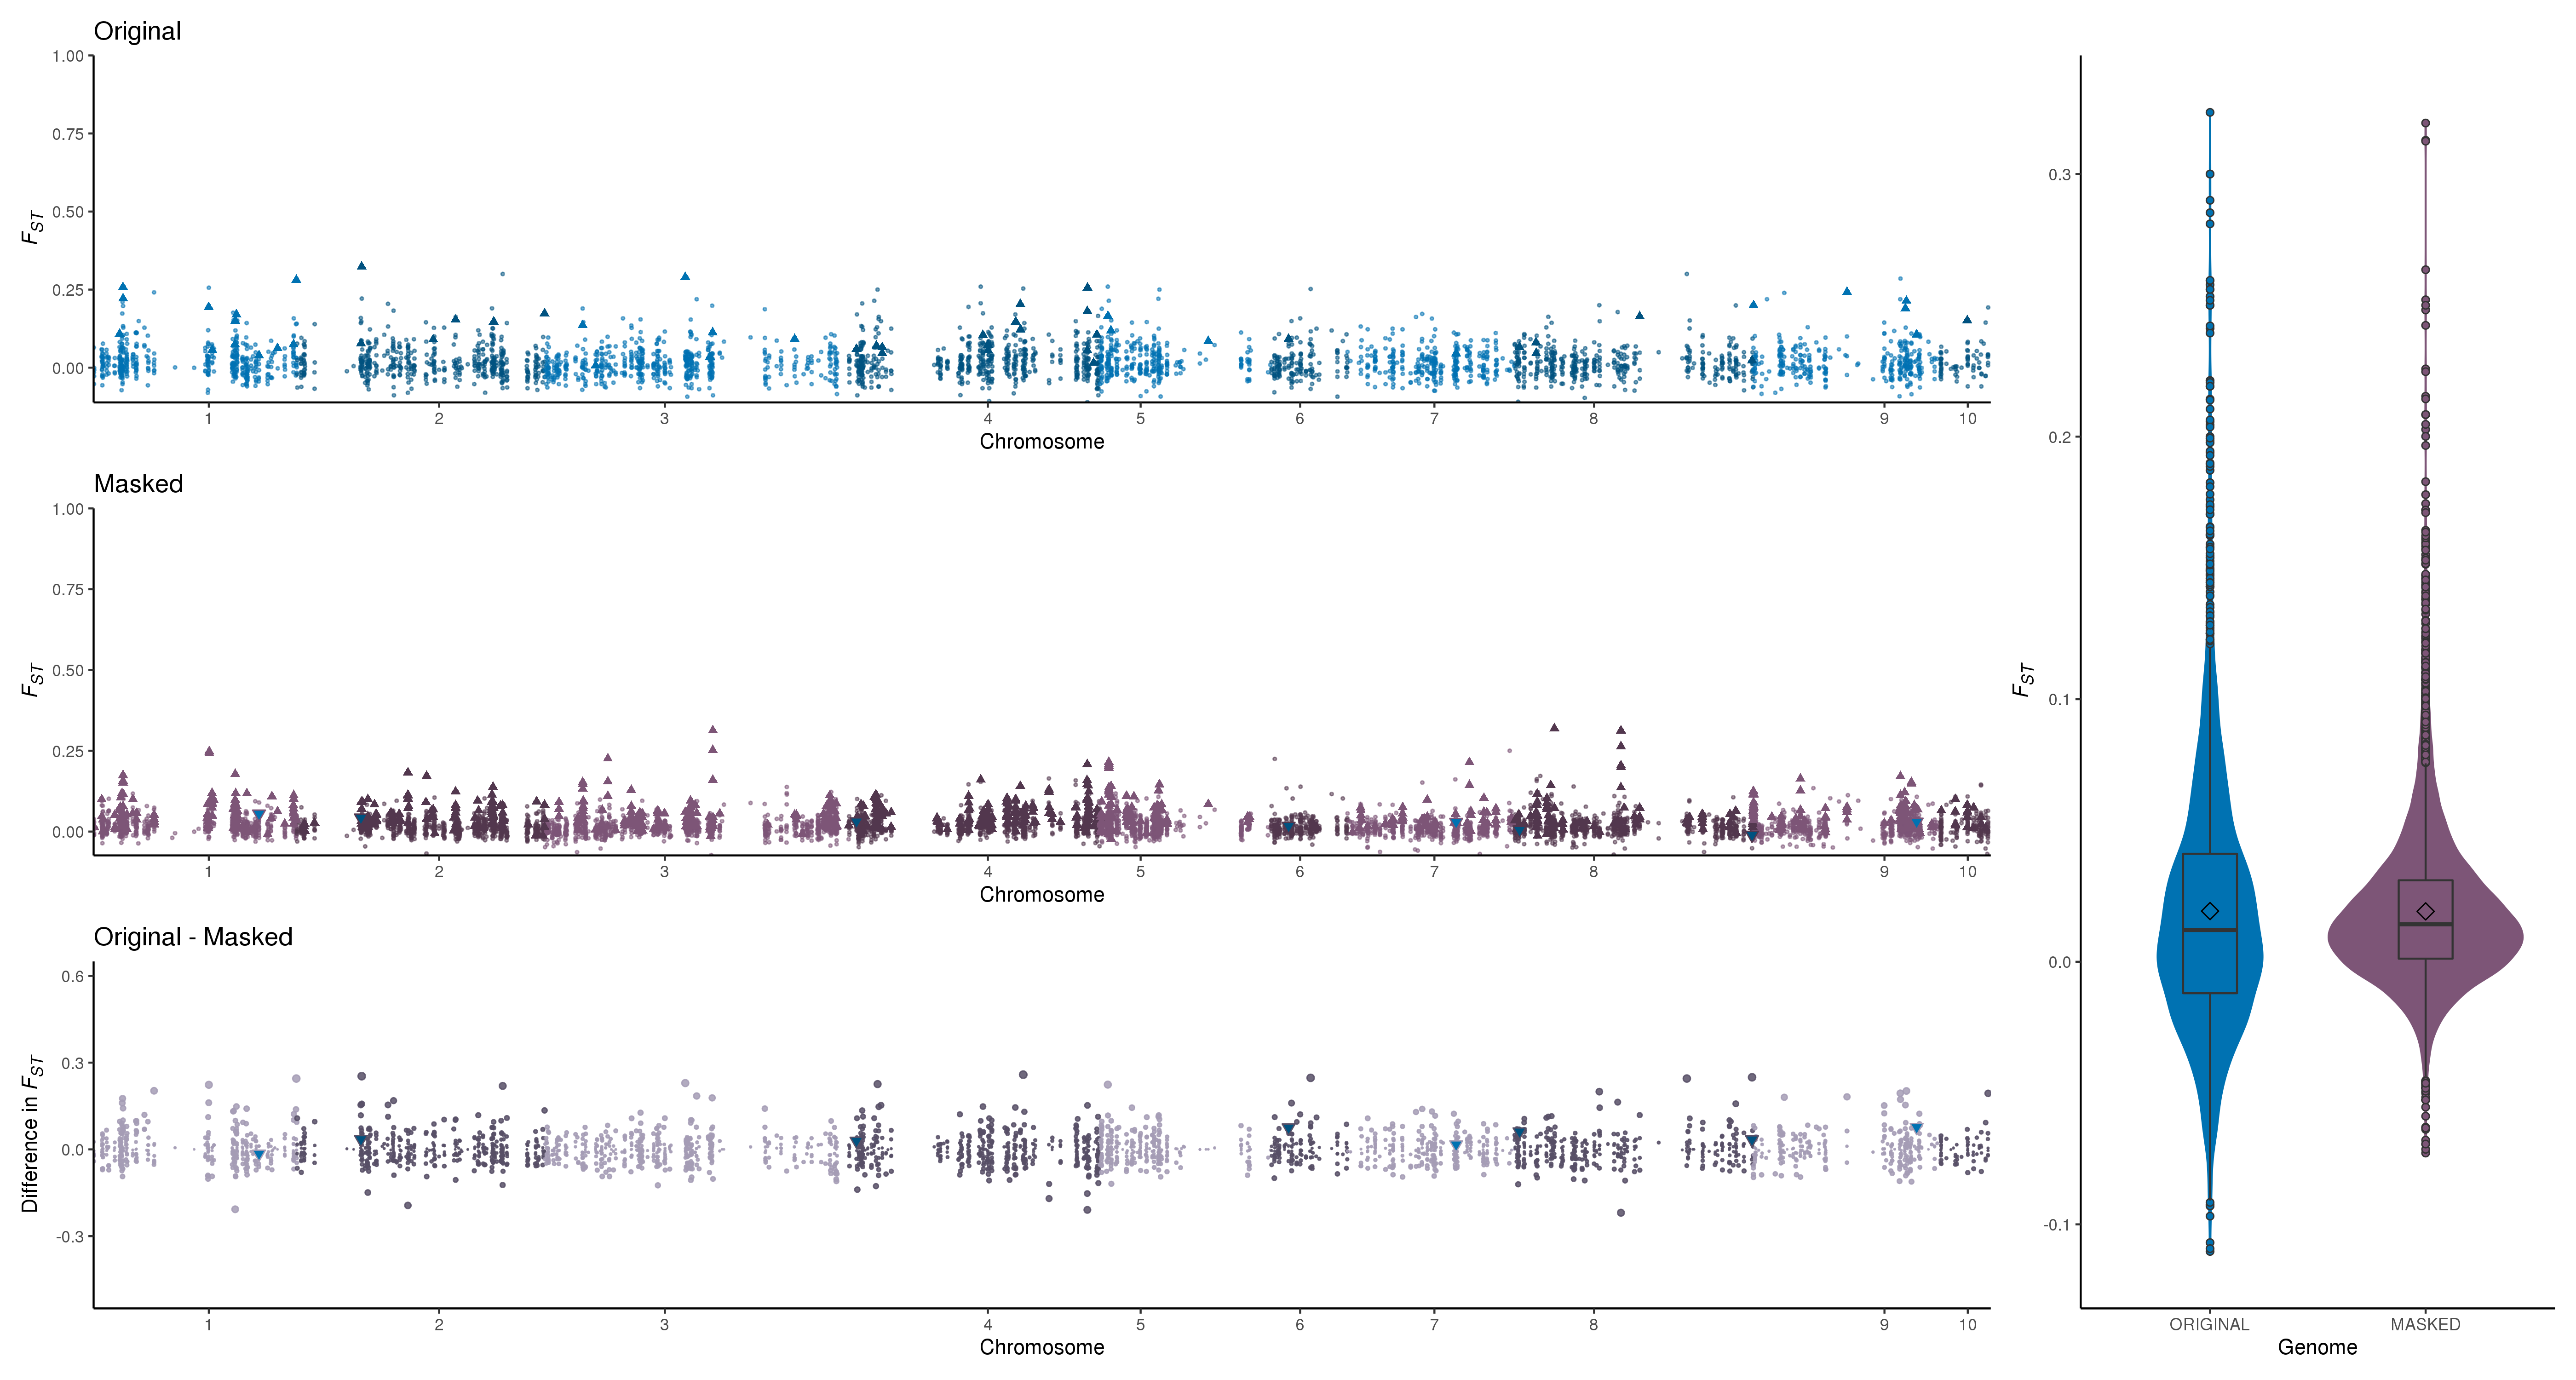 Original
1.00
0.75
0.50
0.25
0.00
F_ST
1 2 3 4 5 6 7 8 9 10
Chromosome
Masked
1.00
0.75
0.50
0.25
0.00
F_ST
1 2 3 4 5 6 7 8 9 10
Chromosome
Original - Masked
0.6
0.3
0.0
-0.3
Difference in F_ST
1 2 3 4 5 6 7 8 9 10
Chromosome
0.3
0.2
0.1
0.0
-0.1
F_ST
ORIGINAL MASKED
Genome